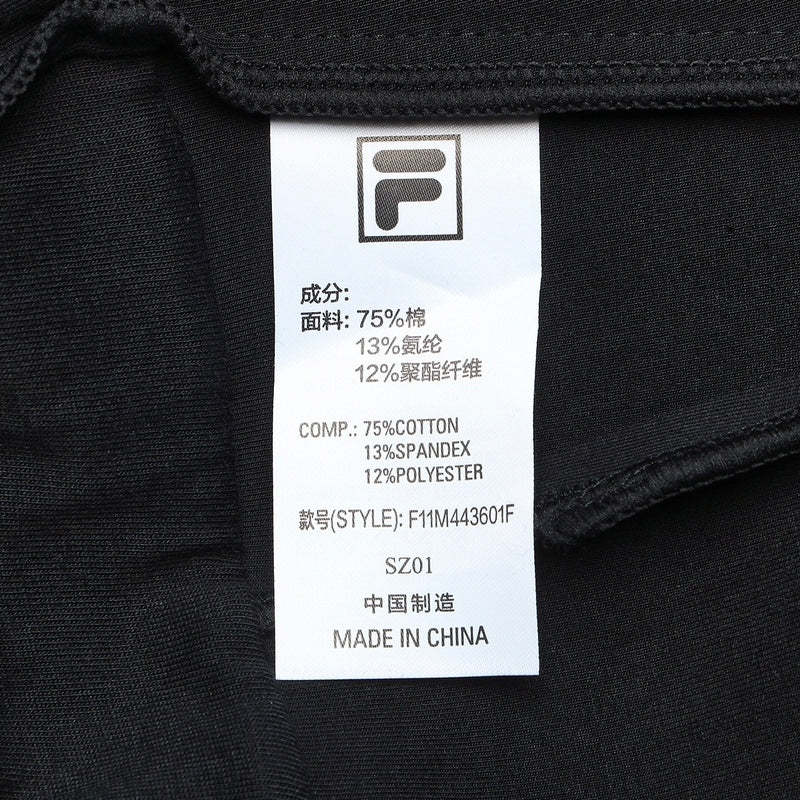 F
成分:
面料: 75%棉
13%氨纶
12%聚酯纤维
COMP.: 75%COTTON
13%SPANDEX
12%POLYESTER
款号(STYLE): F11M443601F
SZ01
中国制造
MADE IN CHINA